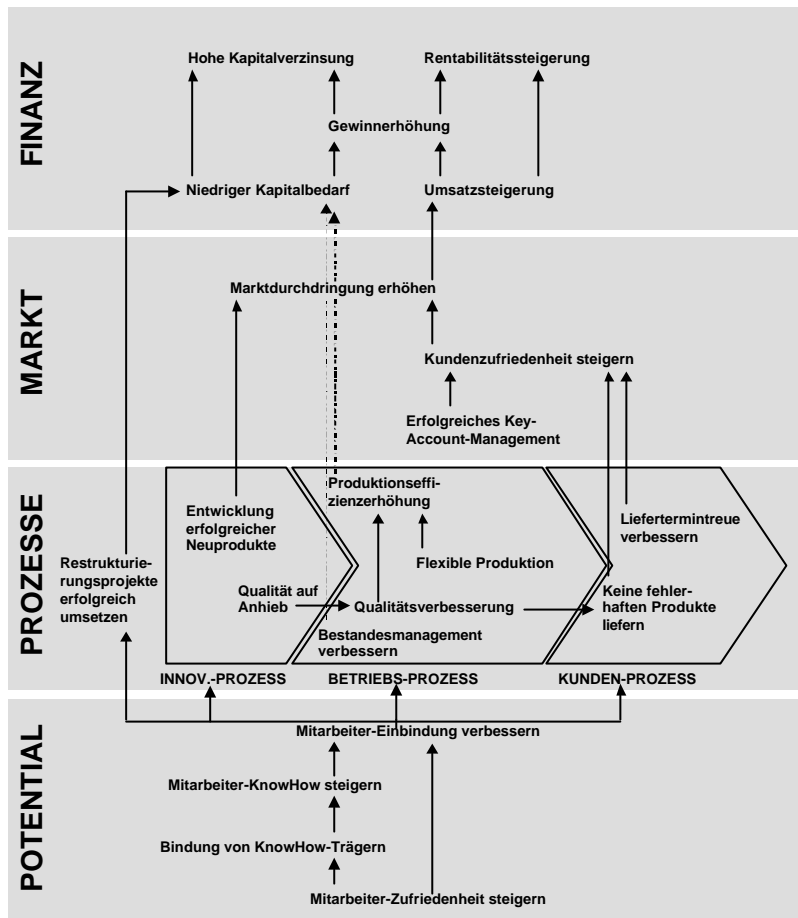 FINANZ
Hohe Kapitalverzinsung
Rentabilitätssteigerung
Gewinnerhöhung
Niedriger Kapitalbedarf
Umsatzsteigerung
MARKT
Marktdurchdringung erhöhen
Kundenzufriedenheit steigern
Erfolgreiches Key-
Account-Management
PROZESSE
Restrukturie-
rungsprojekte
erfolgreich
umsetzen
Entwicklung
erfolgreicher
Neuprodukte
Qualität auf
Anhieb
INNOV.-PROZESS
Produktionseffi-
zienzerhöhung
Flexible Produktion
Qualitätsverbesserung
Bestandesmanagement
verbessern
BETRIEBS-PROZESS
Liefertermintreue
verbessern
Keine fehler-
haften Produkte
liefern
KUNDEN-PROZESS
POTENTIAL
Mitarbeiter-Einbindung verbessern
Mitarbeiter-KnowHow steigern
Bindung von KnowHow-Trägern
Mitarbeiter-Zufriedenheit steigern